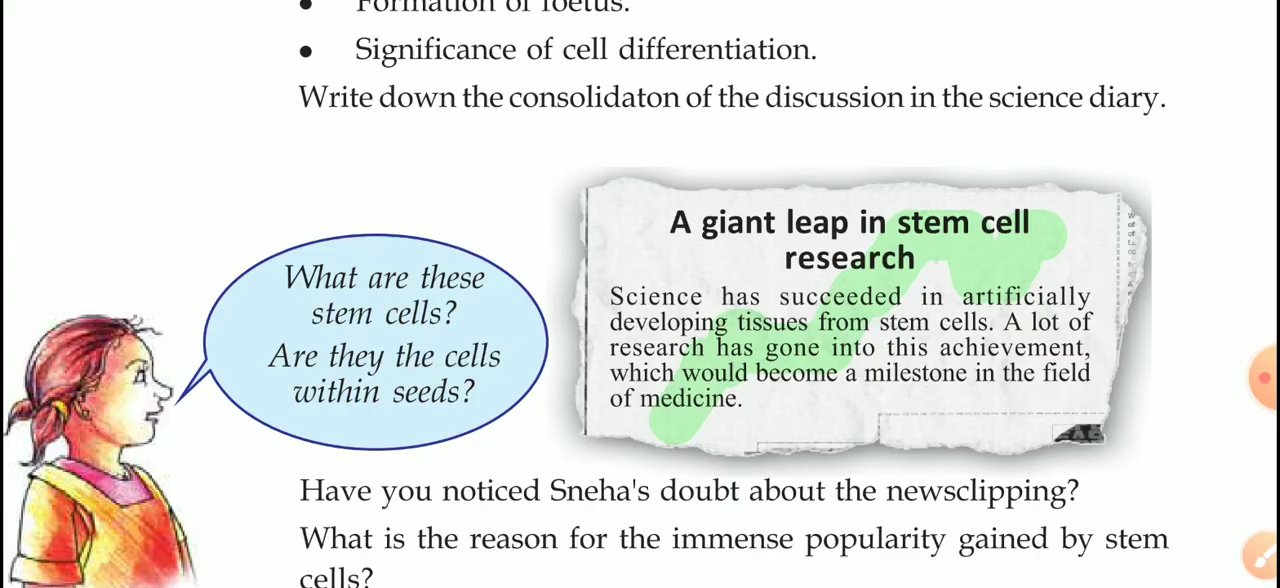 • Formation of foetus.
• Significance of cell differentiation.
Write down the consolidaton of the discussion in the science diary.
What are these
stem cells?
Are they the cells
within seeds?
A giant leap in stem cell
research
Science has succeeded in artificially
developing tissues from stem cells. A lot of
research has gone into this achievement,
which would become a milestone in the field
of medicine.
Have you noticed Sneha's doubt about the newsclipping?
What is the reason for the immense popularity gained by stem
cells?